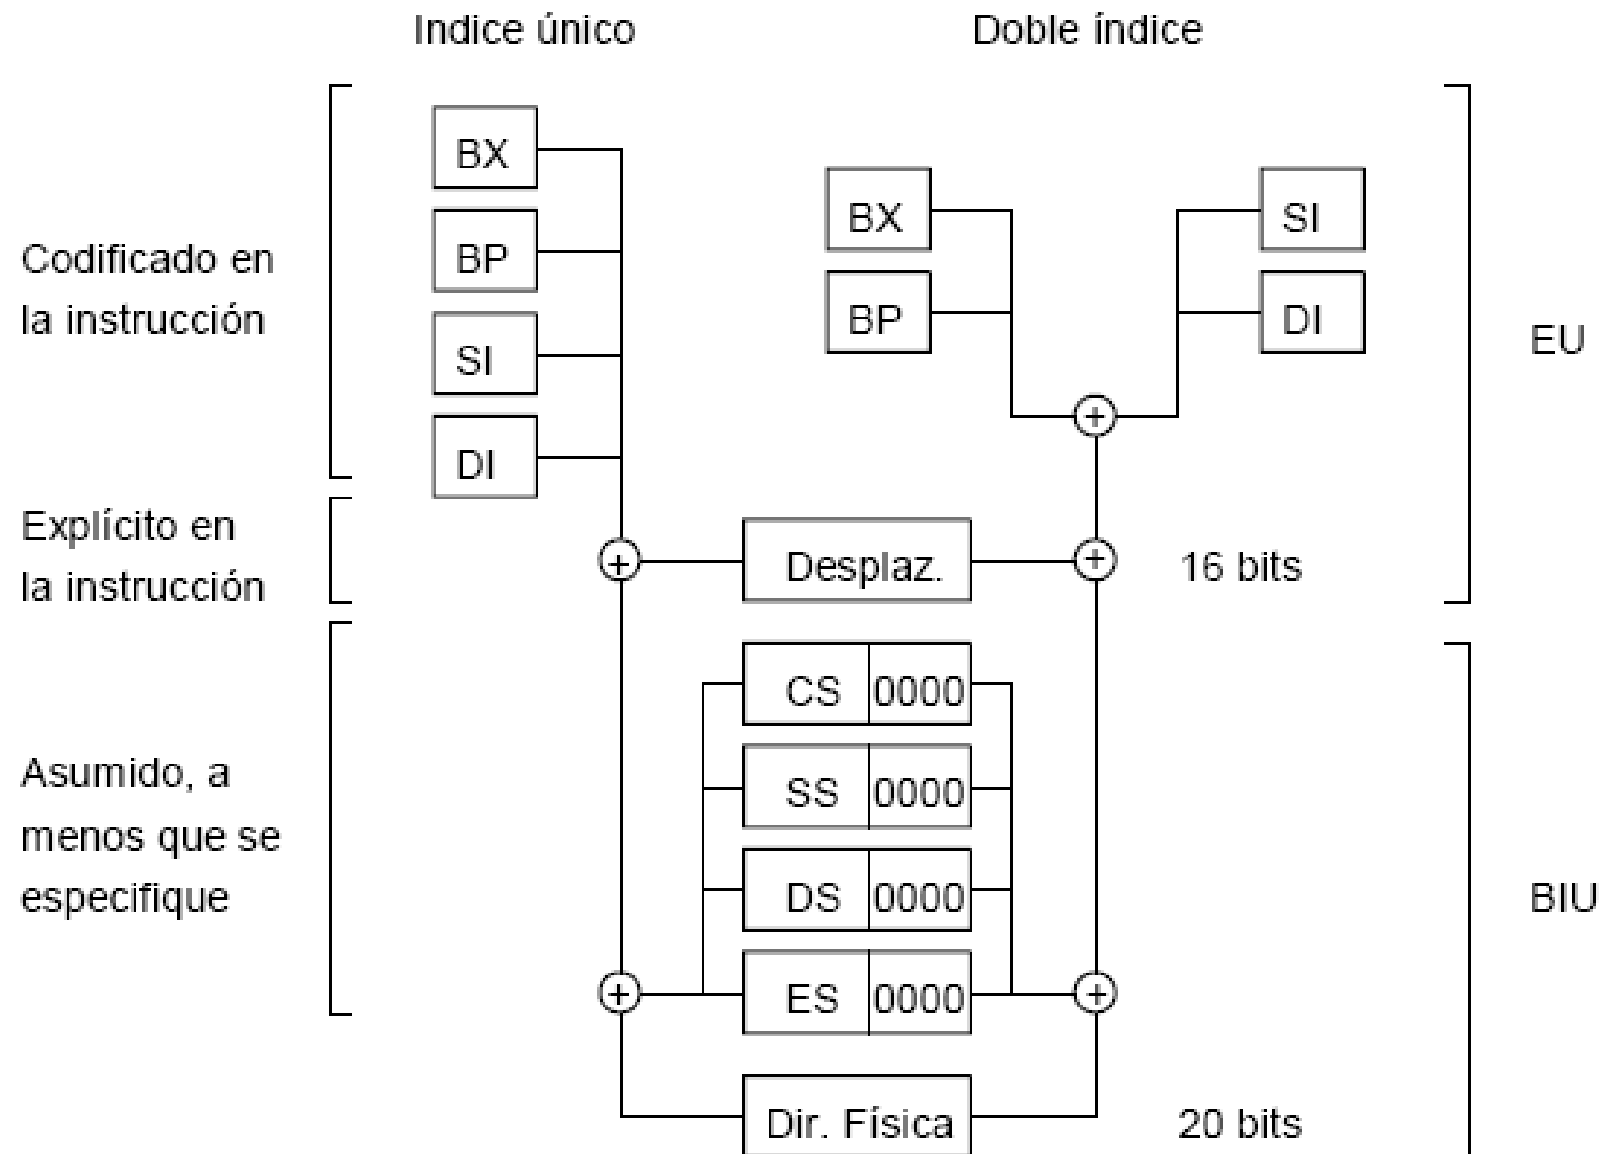 Indice único
Doble índice
Codificado en
la instrucción
BX
BP
SI
DI
BX
BP
SI
DI
EU
Explícito en
la instrucción
Desplaz.
16 bits
Asumido, a
menos que se
especifique
CS 0000
SS 0000
DS 0000
ES 0000
BIU
Dir. Física
20 bits